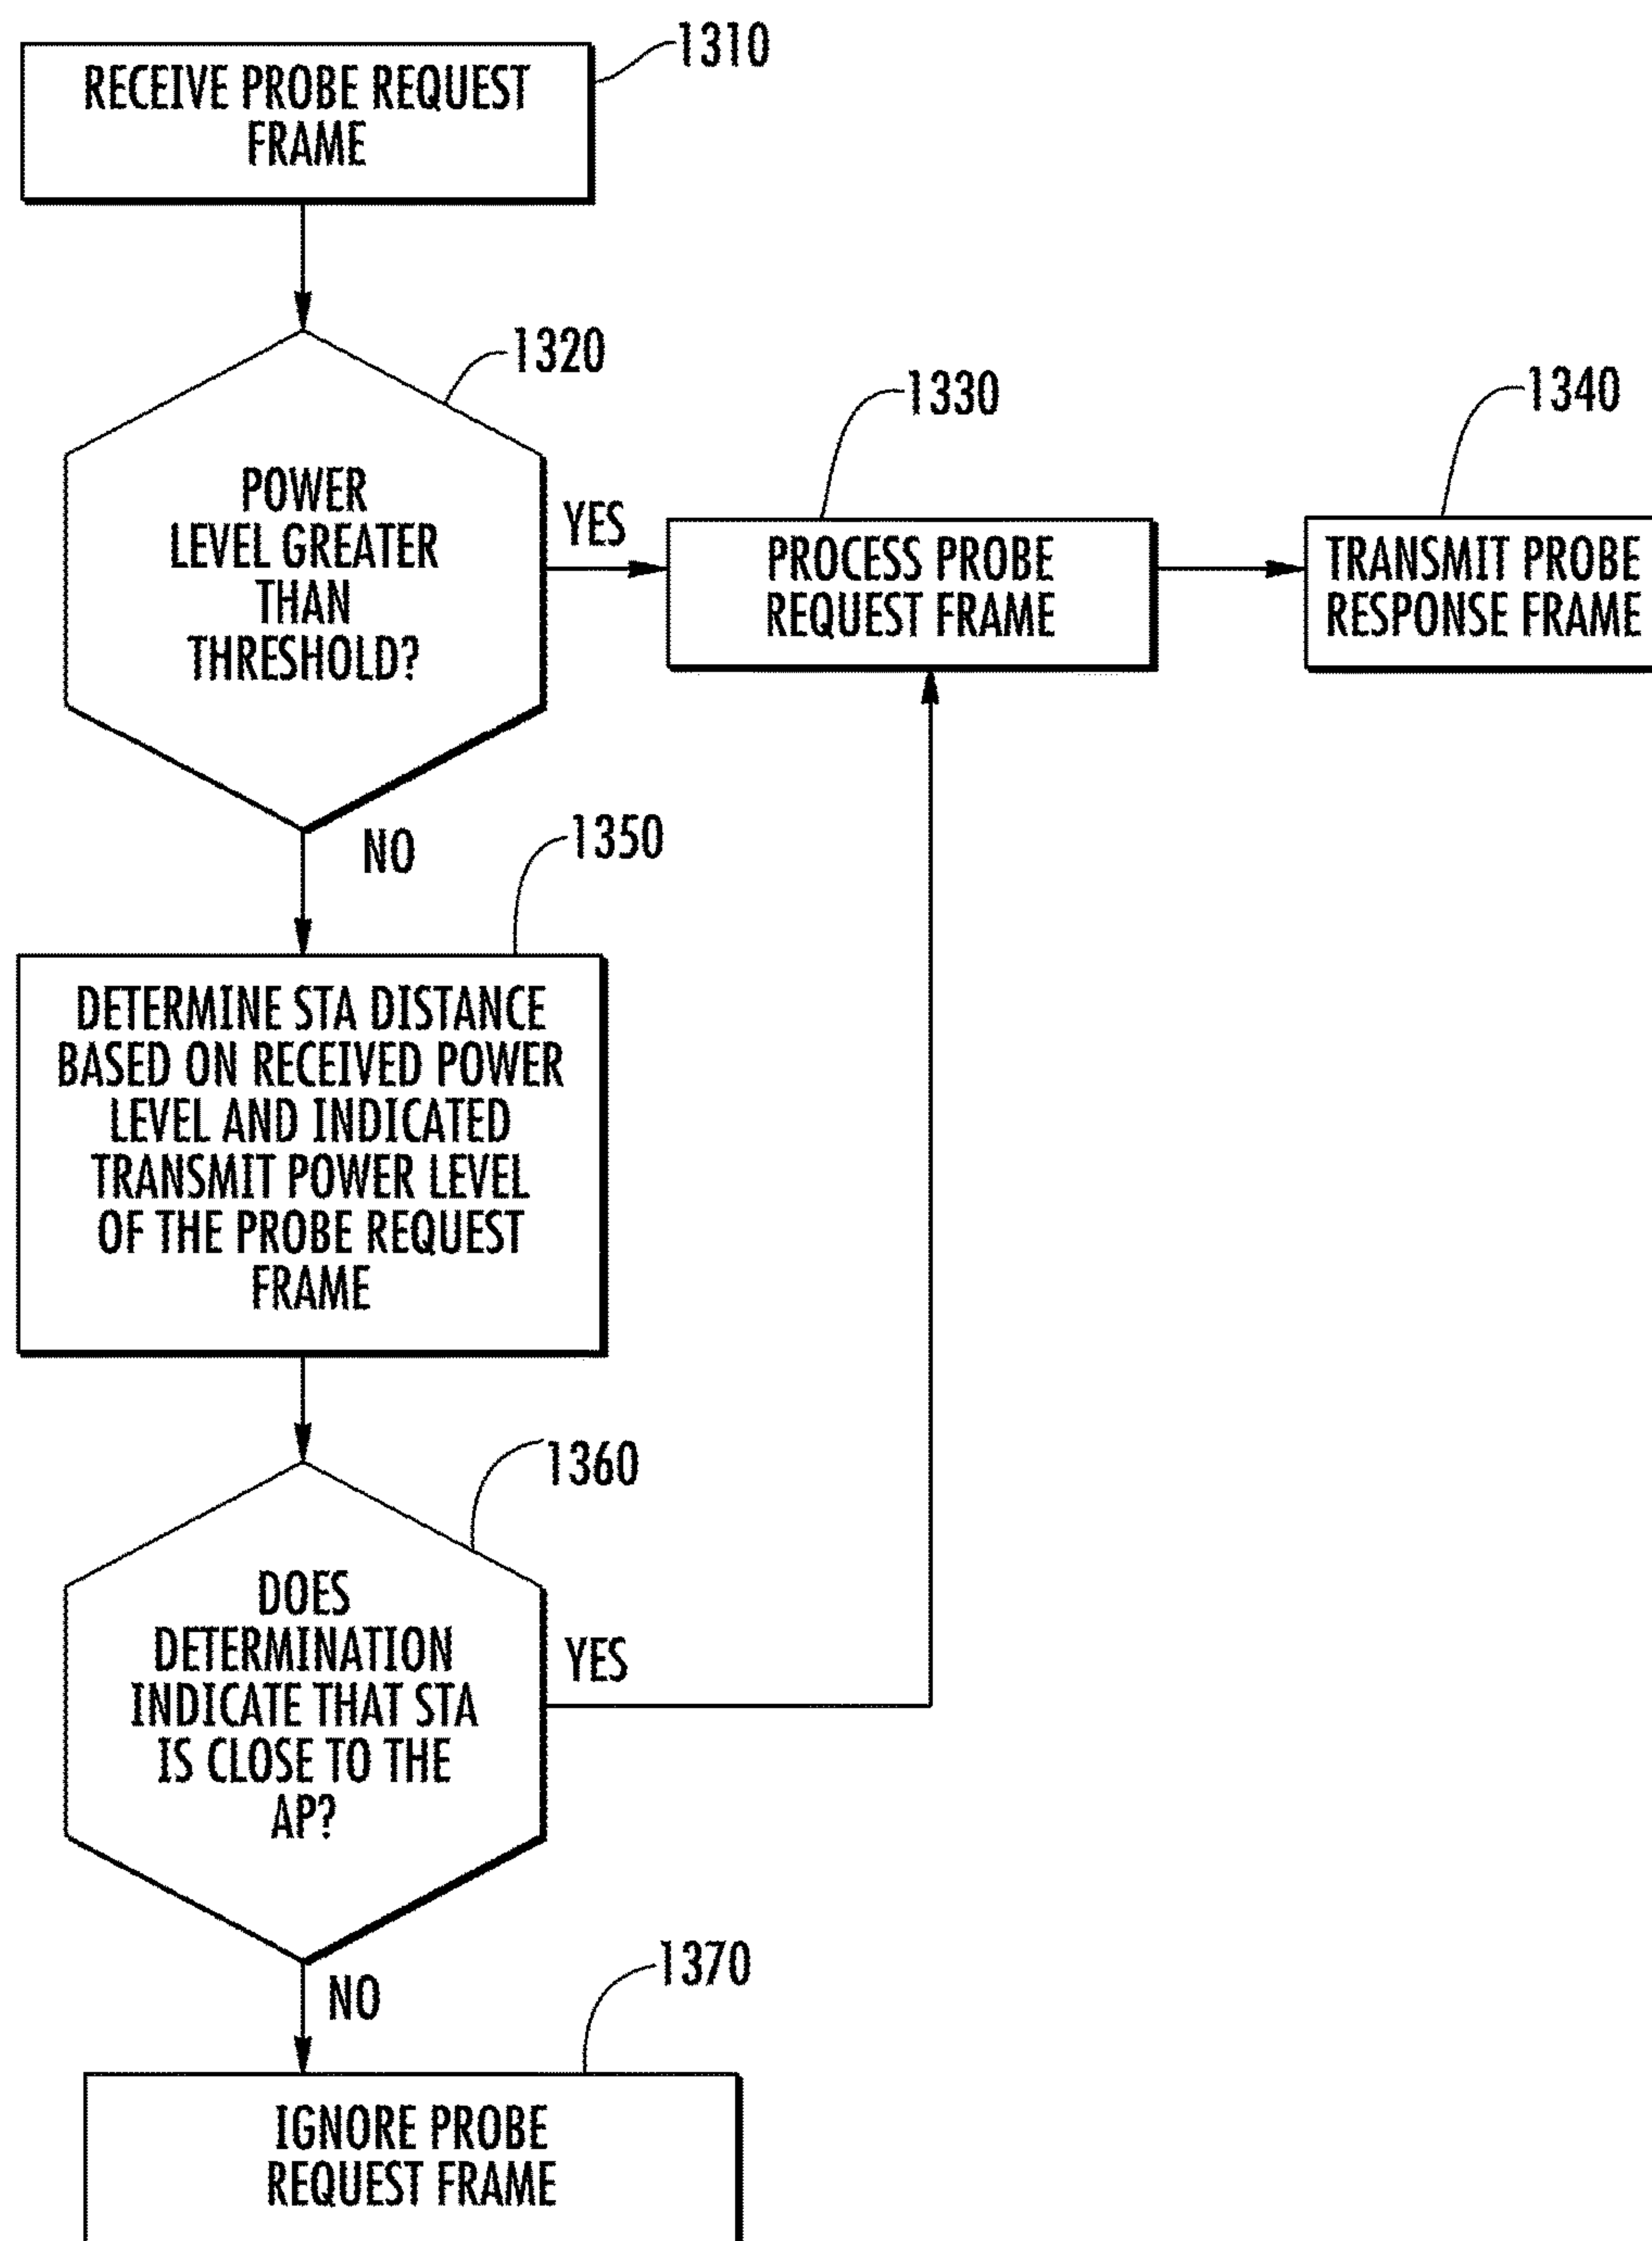 1310
RECEIVE PROBE REQUEST
FRAME
1320
POWER
LEVEL GREATER
THAN
THRESHOLD?
YES
1330
PROCESS PROBE
REQUEST FRAME
1340
TRANSMIT PROBE
RESPONSE FRAME
NO
1350
DETERMINE STA DISTANCE
BASED ON RECEIVED POWER
LEVEL AND INDICATED
TRANSMIT POWER LEVEL
OF THE PROBE REQUEST
FRAME
1360
DOES
DETERMINATION
INDICATE THAT STA
IS CLOSE TO THE
AP?
YES
NO
1370
IGNORE PROBE
REQUEST FRAME